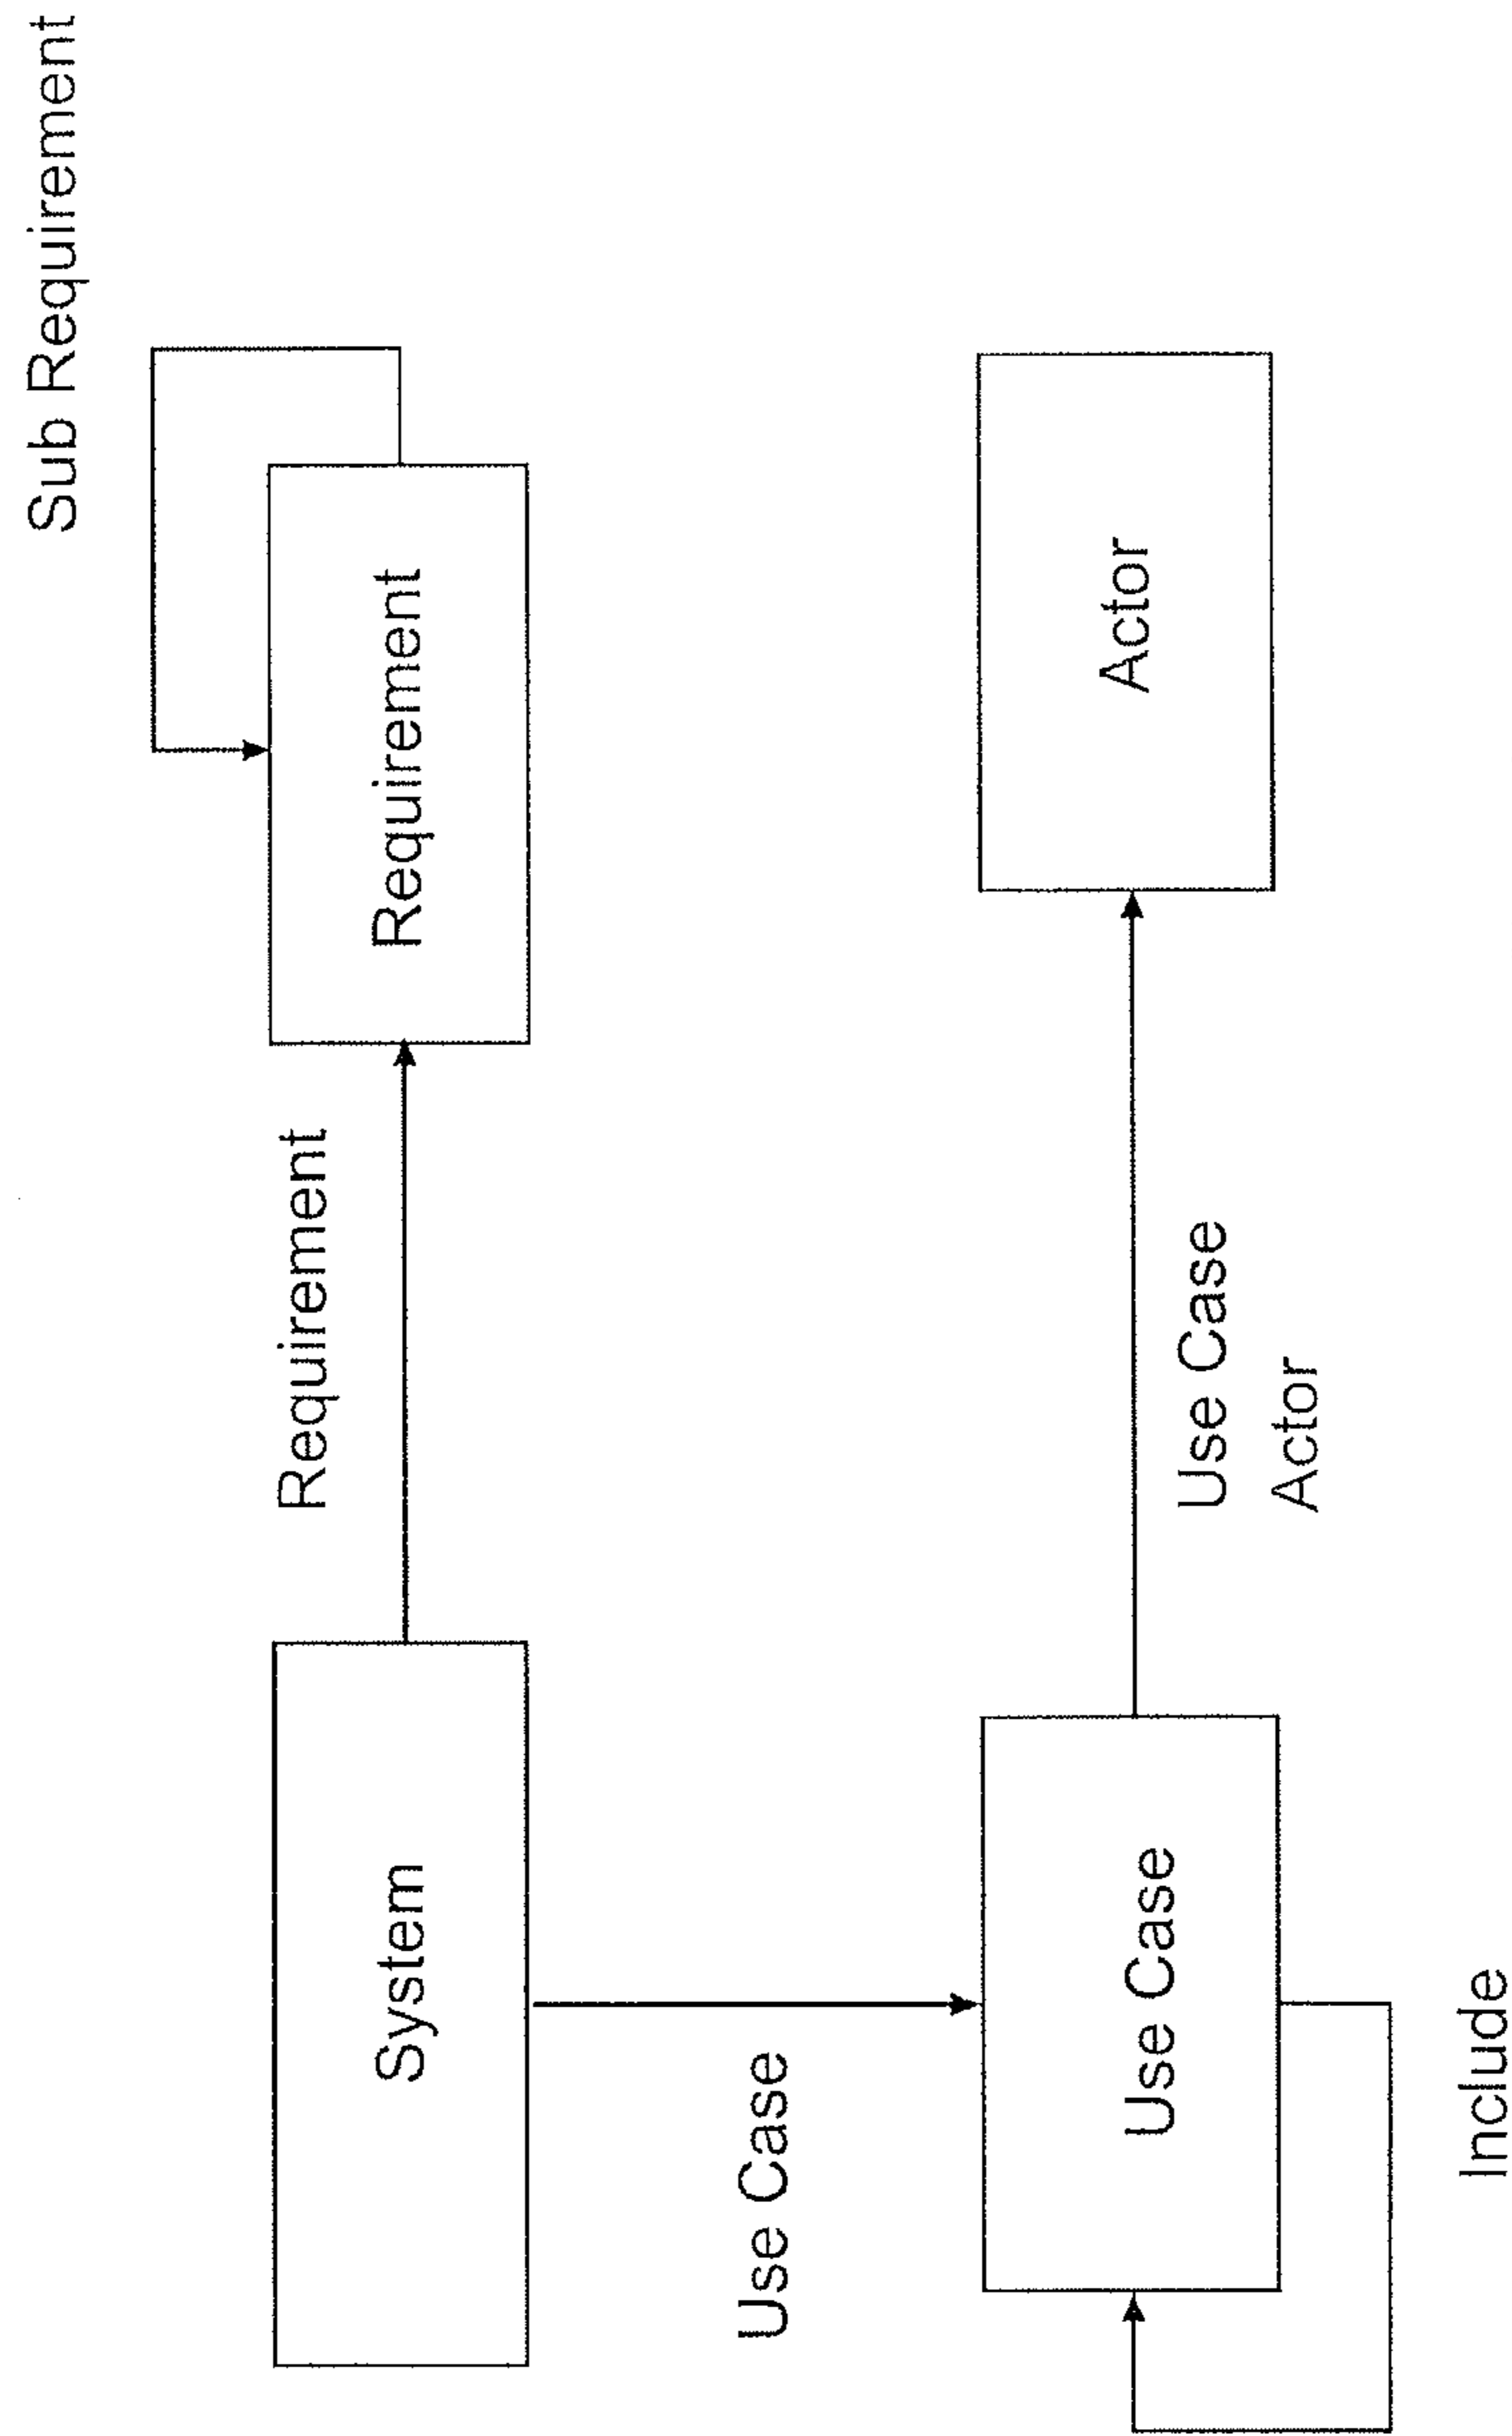 Sub Requirement
System
Requirement
Requirement
Use Case
Use Case
Use Case
Actor
Actor
Include